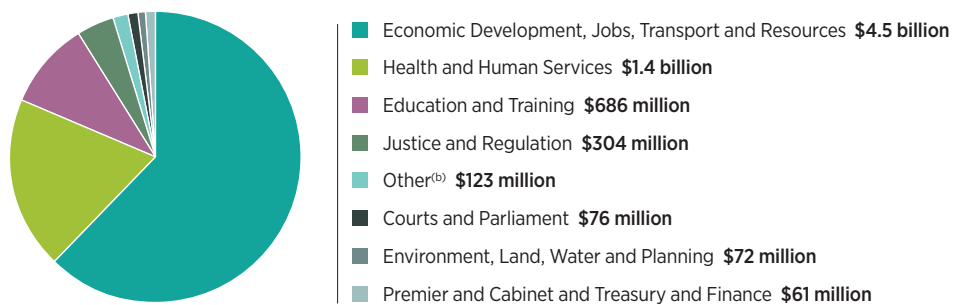 Economic Development, Jobs, Transport and Resources $4.5 billion
Health and Human Services $1.4 billion
Education and Training $686 million
Justice and Regulation $304 million
Other(b) $123 million
Courts and Parliament $76 million
Environment, Land, Water and Planning $72 million
Premier and Cabinet and Treasury and Finance $61 million